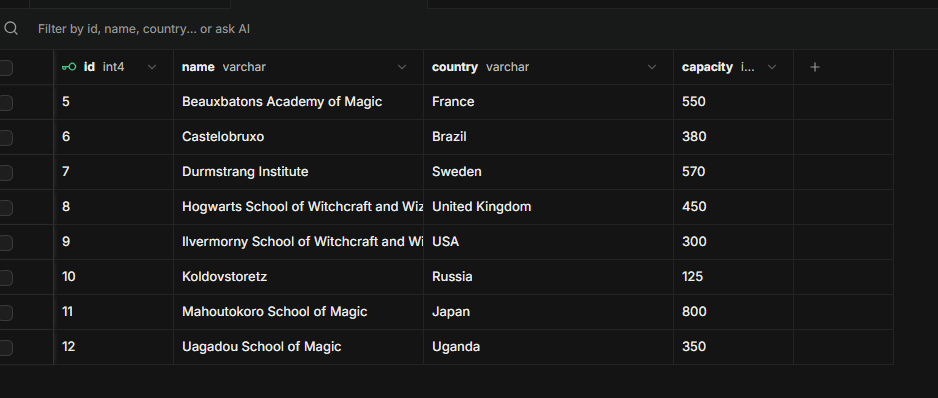 Filter by id, name, country... or ask AI
id int4 name varchar country varchar capacity i...
5 Beauxbatons Academy of Magic France 550
6 Castelobruxo Brazil 380
7 Durmstrang Institute Sweden 570
8 Hogwarts School of Witchcraft and Wiz United Kingdom 450
9 Ilvermorny School of Witchcraft and Wi USA 300
10 Koldovstoretz Russia 125
11 Mahoutokoro School of Magic Japan 800
12 Uagadou School of Magic Uganda 350